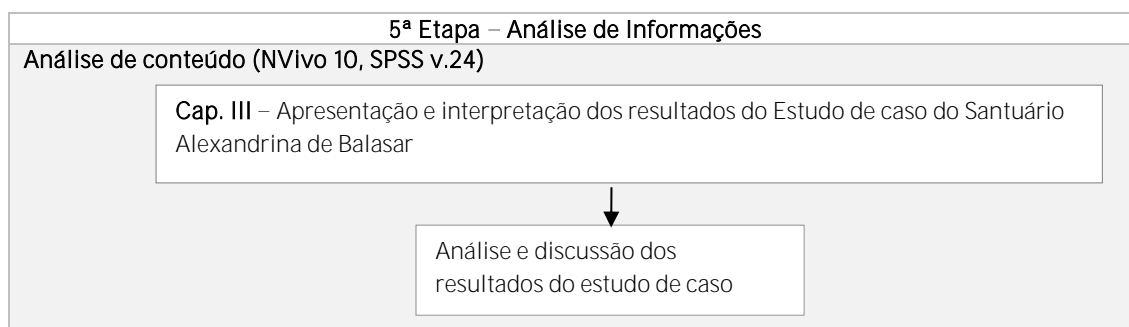 5ª Etapa – Análise de Informações
Análise de conteúdo (NVivo 10, SPSS v.24)
Cap. III – Apresentação e interpretação dos resultados do Estudo de caso do Santuário
Alexandrina de Balasar
Análise e discussão dos
resultados do estudo de caso